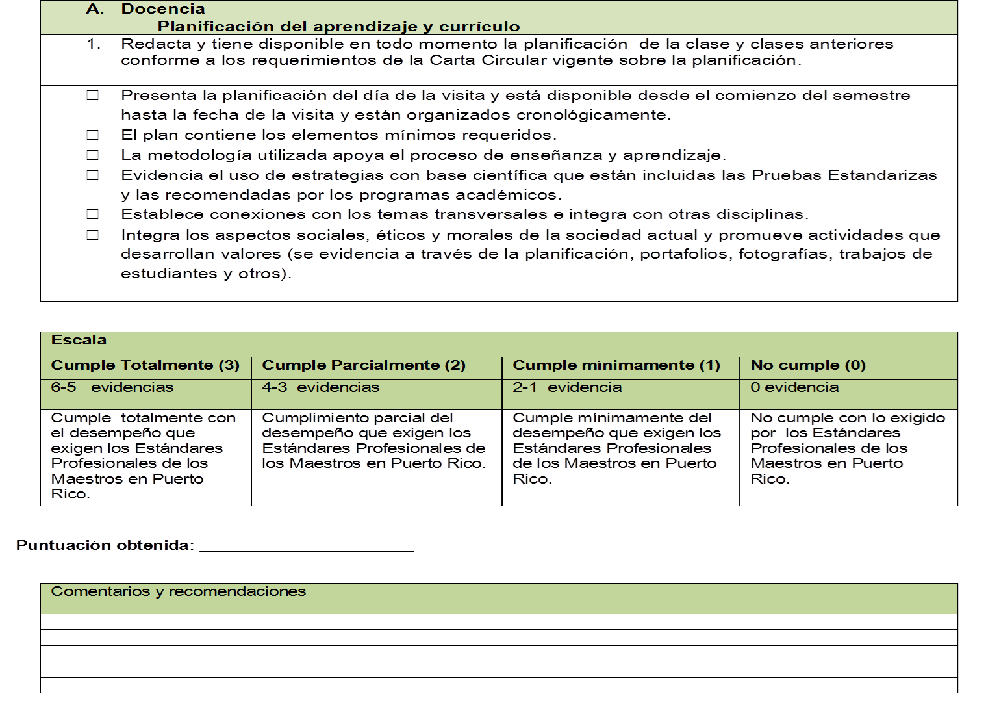 A. Docencia
Planificación del aprendizaje y currículo
1. Redacta y tiene disponible en todo momento la planificación de la clase y clases anteriores
conforme a los requerimientos de la Carta Circular vigente sobre la planificación.
☐ Presenta la planificación del día de la visita y está disponible desde el comienzo del semestre
hasta la fecha de la visita y están organizados cronológicamente.
☐ El plan contiene los elementos mínimos requeridos.
☐ La metodología utilizada apoya el proceso de enseñanza y aprendizaje.
☐ Evidencia el uso de estrategias con base científica que están incluidas las Pruebas Estandarizas
y las recomendadas por los programas académicos.
☐ Establece conexiones con los temas transversales e integra con otras disciplinas.
☐ Integra los aspectos sociales, éticos y morales de la sociedad actual y promueve actividades que
desarrollan valores (se evidencia a través de la planificación, portafolios, fotografías, trabajos de
estudiantes y otros).
Escala
Cumple Totalmente (3) Cumple Parcialmente (2) Cumple mínimamente (1) No cumple (0)
6-5 evidencias 4-3 evidencias 2-1 evidencia 0 evidencia
Cumple totalmente con
el desempeño que
exigen los Estándares
Profesionales de los
Maestros en Puerto
Rico.
Cumplimiento parcial del
desempeño que exigen los
Estándares Profesionales de
los Maestros en Puerto Rico.
Cumple mínimamente del
desempeño que exigen los
Estándares Profesionales
de los Maestros en Puerto
Rico.
No cumple con lo exigido
por los Estándares
Profesionales de los
Maestros en Puerto
Rico.
Puntuación obtenida: ________________________
Comentarios y recomendaciones